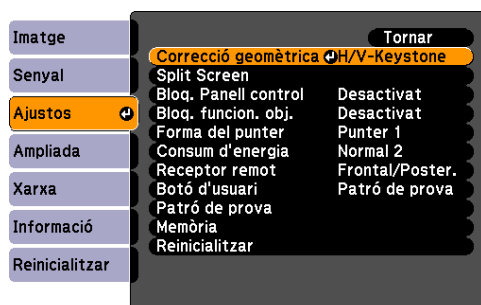 Imatge
Senyal
Ajustos
Ampliada
Xarxa
Informació
Reinicialitzar
Tornar
Correcció geomètrica H/V-Keystone
Split Screen
Bloq. Panell control Desactivat
Bloq. funcion. obj. Desactivat
Forma del punter Punter 1
Consum d'energia Normal 2
Receptor remot Frontal/Poster.
Botó d'usuari Patró de prova
Patró de prova
Memòria
Reinicialitzar